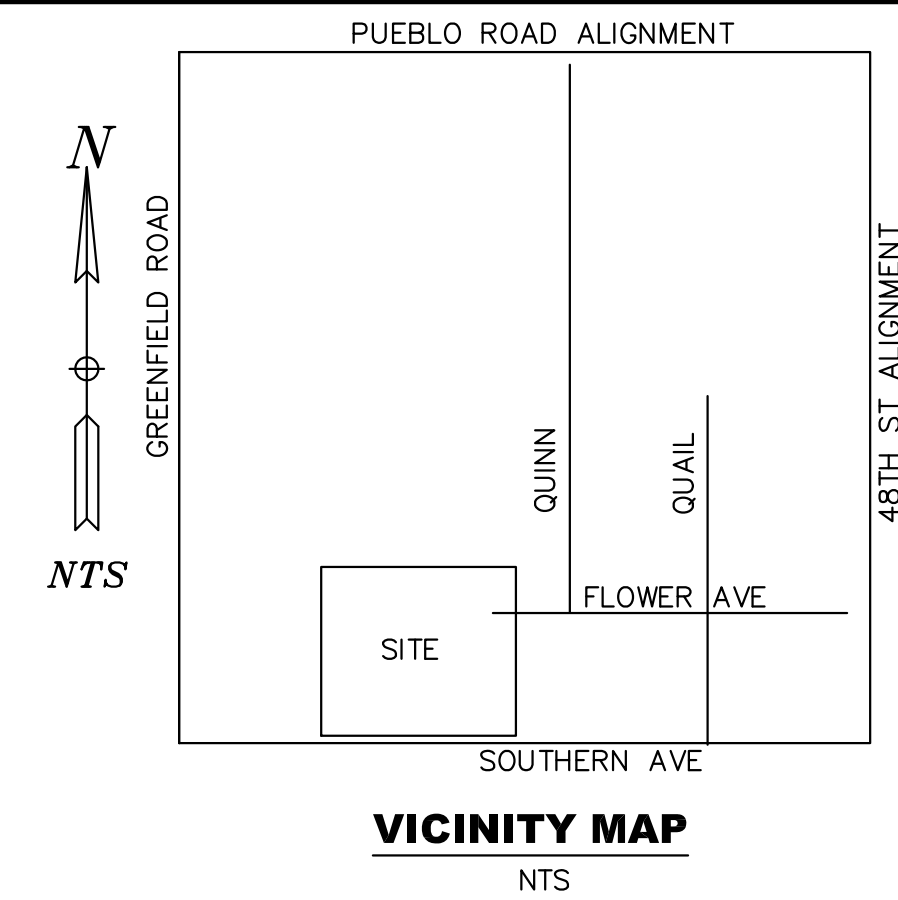 PUEBLO ROAD ALIGNMENT
N
GREENFIELD ROAD
48TH ST ALIGNMENT
QUINN
QUAIL
NTS
FLOWER AVE
SITE
SOUTHERN AVE
VICINITY MAP
NTS